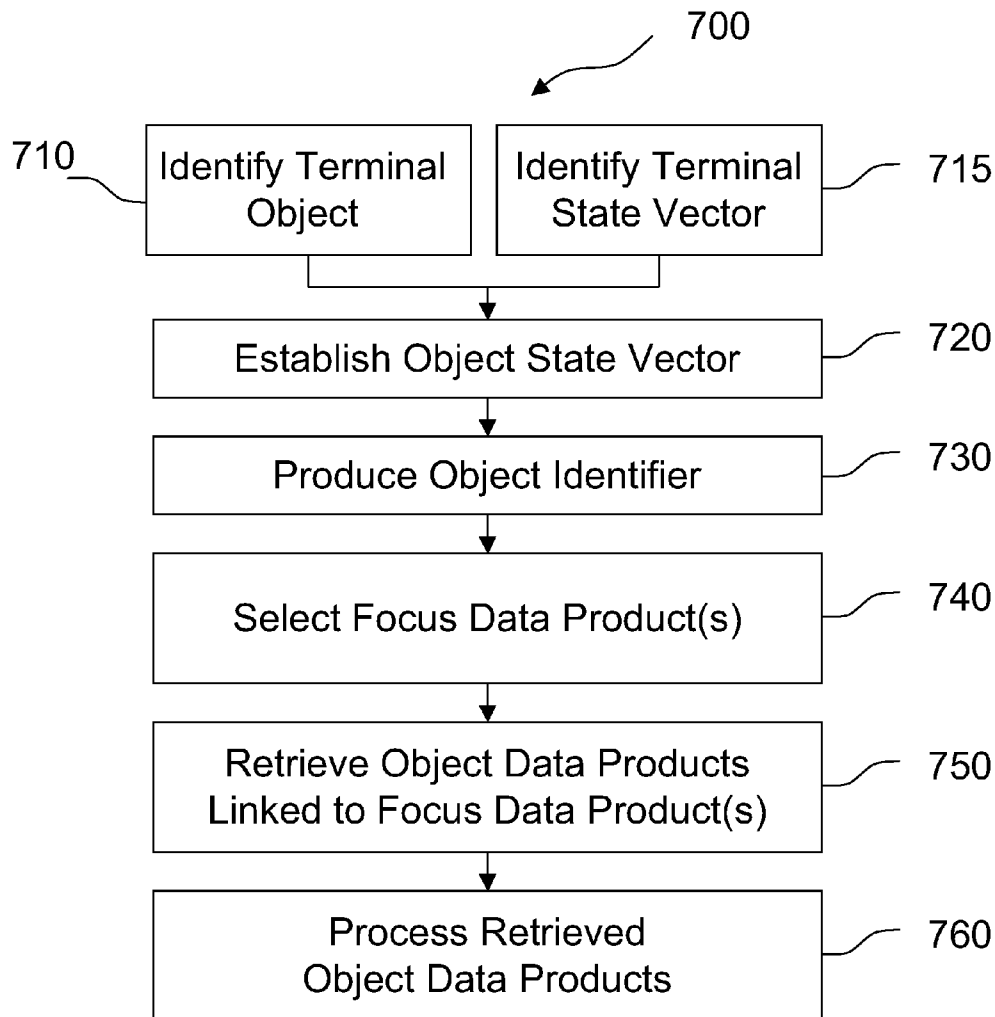 700
710
Identify Terminal
Object
Identify Terminal
State Vector
715
Establish Object State Vector
720
Produce Object Identifier
730
Select Focus Data Product(s)
740
Retrieve Object Data Products
Linked to Focus Data Product(s)
750
Process Retrieved
Object Data Products
760